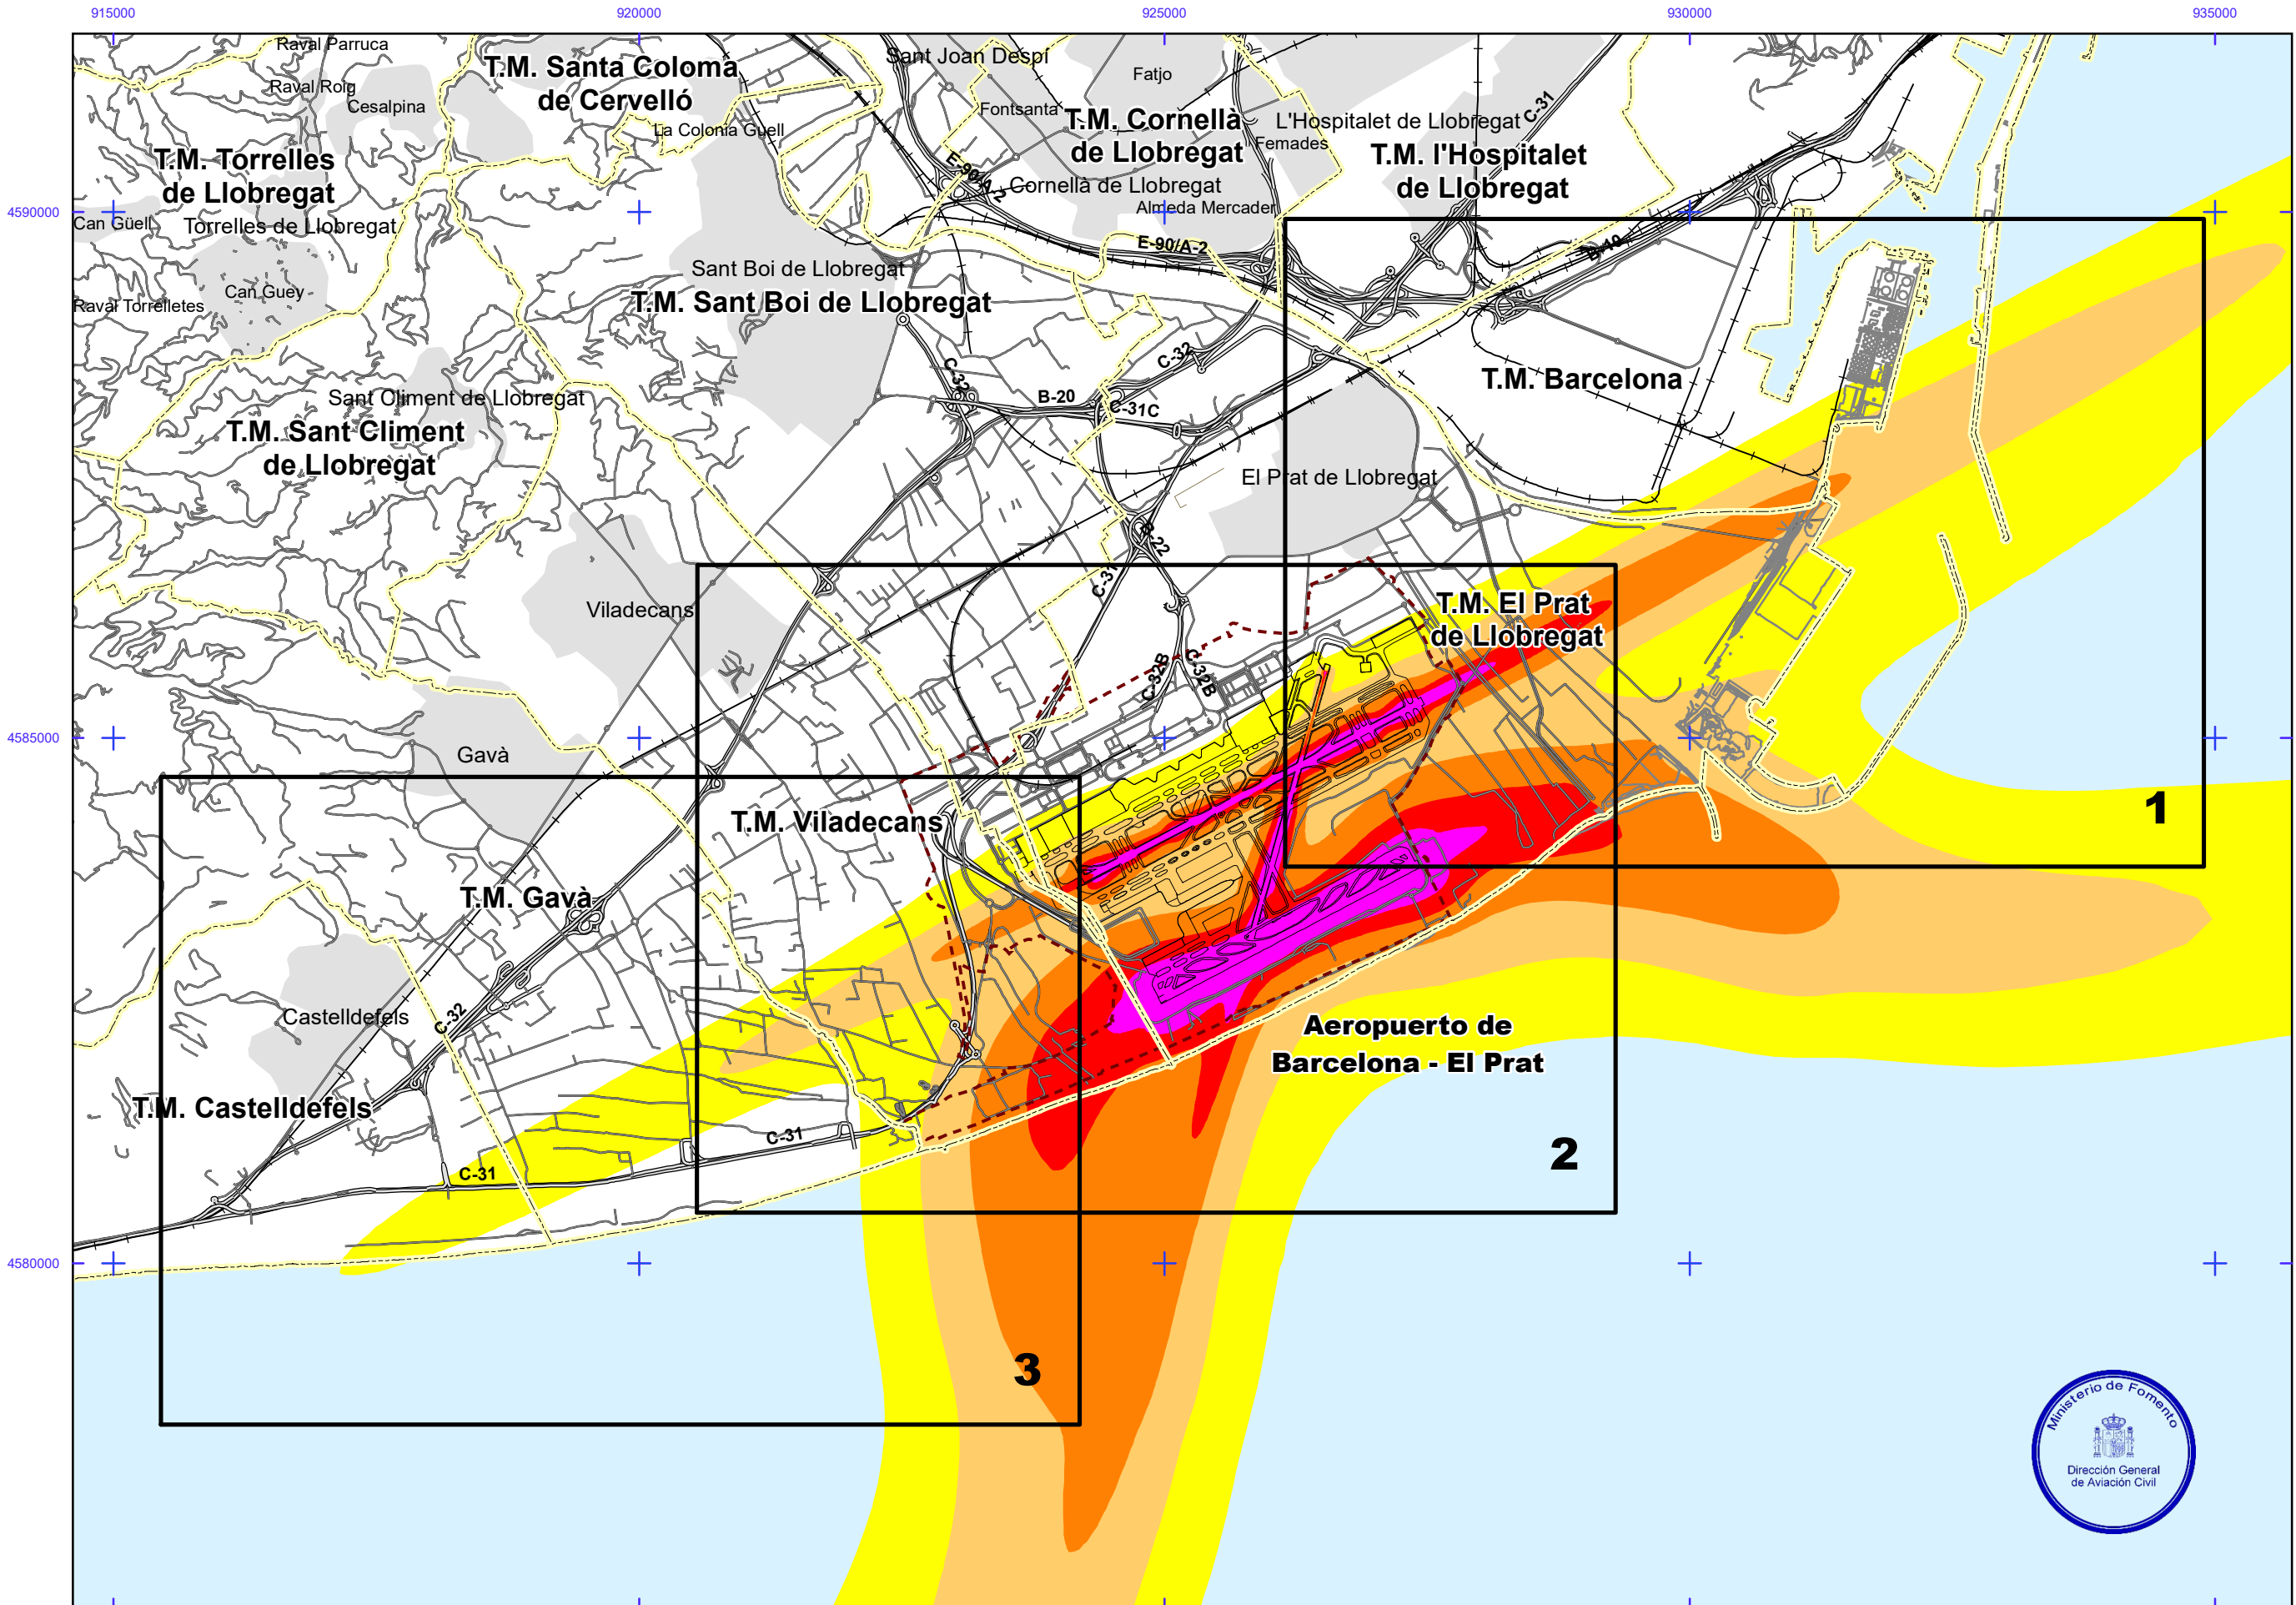 915000
920000
925000
930000
935000
Raval Parruca
T.M. Santa Coloma
de Cervelló
Sant Joan Despí
Fatjo
Raval Roig
Cesalpina
Fontsanta
T.M. Cornellà
de Llobregat
L'Hospitalet de Llobregat
C-31
La Colonia Guell
Femades
T.M. Torrelles
de Llobregat
T.M. l'Hospitalet
de Llobregat
E-90/A-2
Cornellà de Llobregat
Almeda Mercader
4590000
Can Güell
Torrelles de Llobregat
E-90/A-2
B-10
Sant Boi de Llobregat
T.M. Sant Boi de Llobregat
Can Guey
Raval Torrelletes
C-32
C-32
T.M. Barcelona
Sant Climent de Llobregat
B-20
C-31C
T.M. Sant Climent
de Llobregat
El Prat de Llobregat
B-22
C-31
Viladecans
T.M. El Prat
de Llobregat
C-32B
C-32B
4585000
Gavà
1
T.M. Viladecans
T.M. Gavà
Castelldefels
C-32
Aeropuerto de
Barcelona - El Prat
T.M. Castelldefels
C-31
C-31
2
4580000
3
Ministerio de Fomento
Dirección General
de Aviación Civil